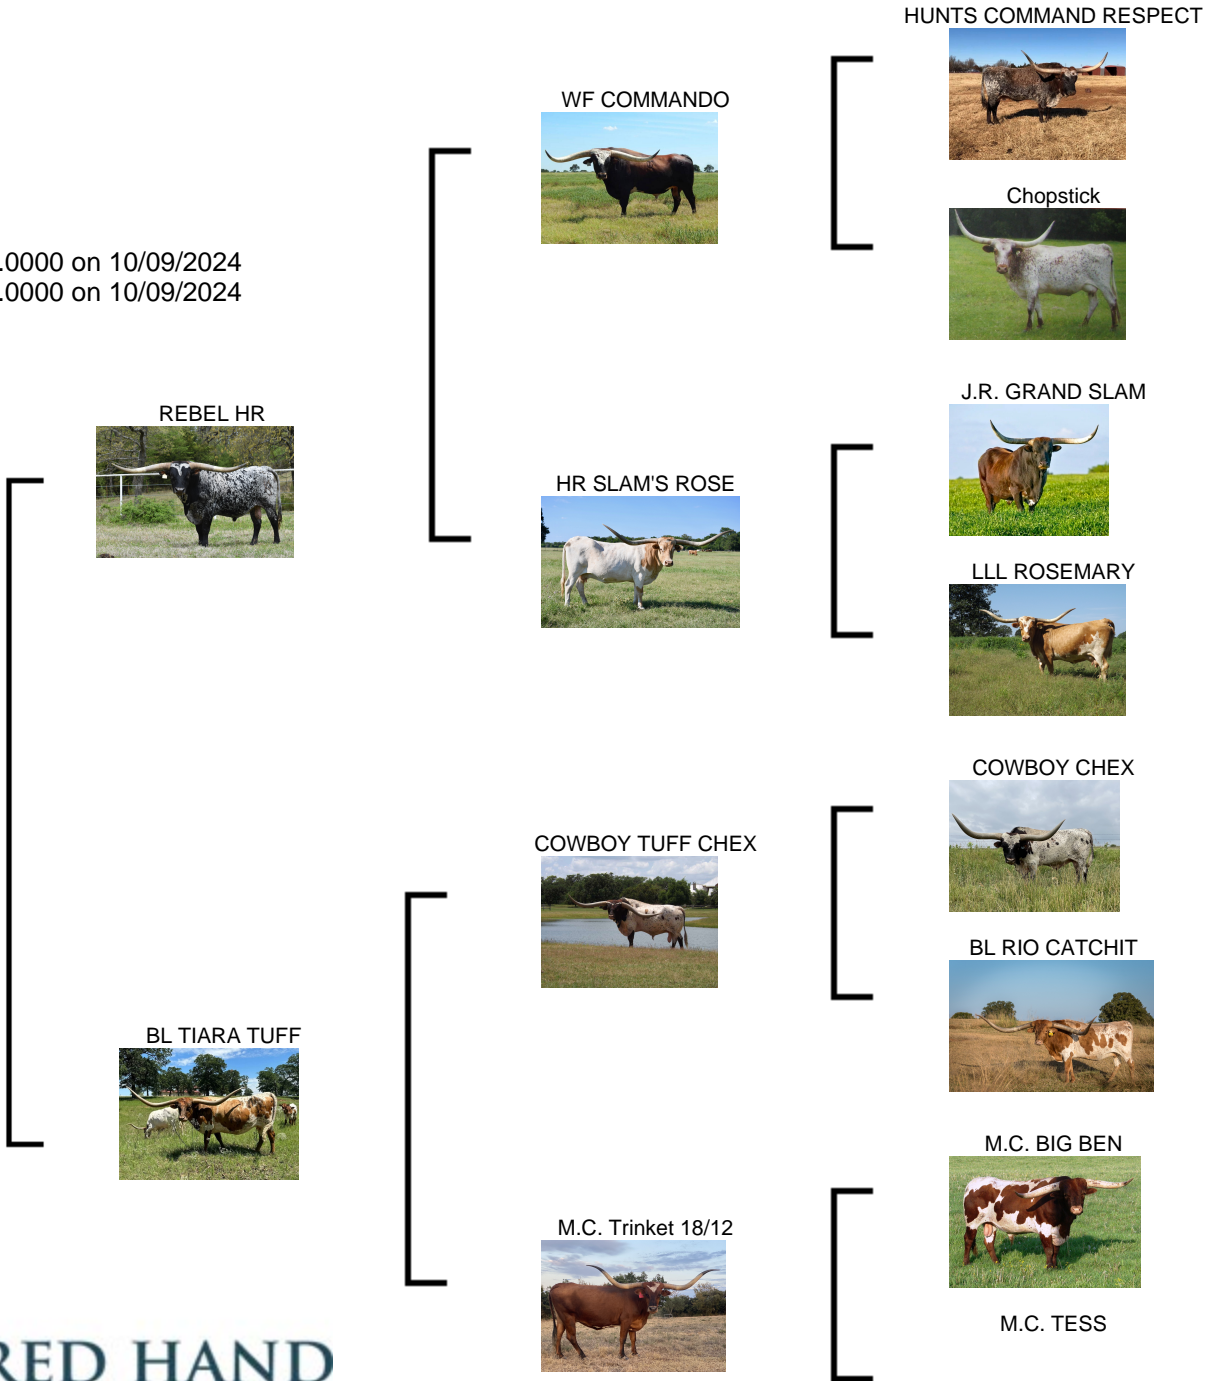 HUNTS COMMAND RESPECT
WF COMMANDO
Chopstick
.0000 on 10/09/2024
.0000 on 10/09/2024
J.R. GRAND SLAM
REBEL HR
HR SLAM'S ROSE
LLL ROSEMARY
COWBOY CHEX
COWBOY TUFF CHEX
BL RIO CATCHIT
BL TIARA TUFF
M.C. BIG BEN
M.C. Trinket 18/12
M.C. TESS
RED HAND